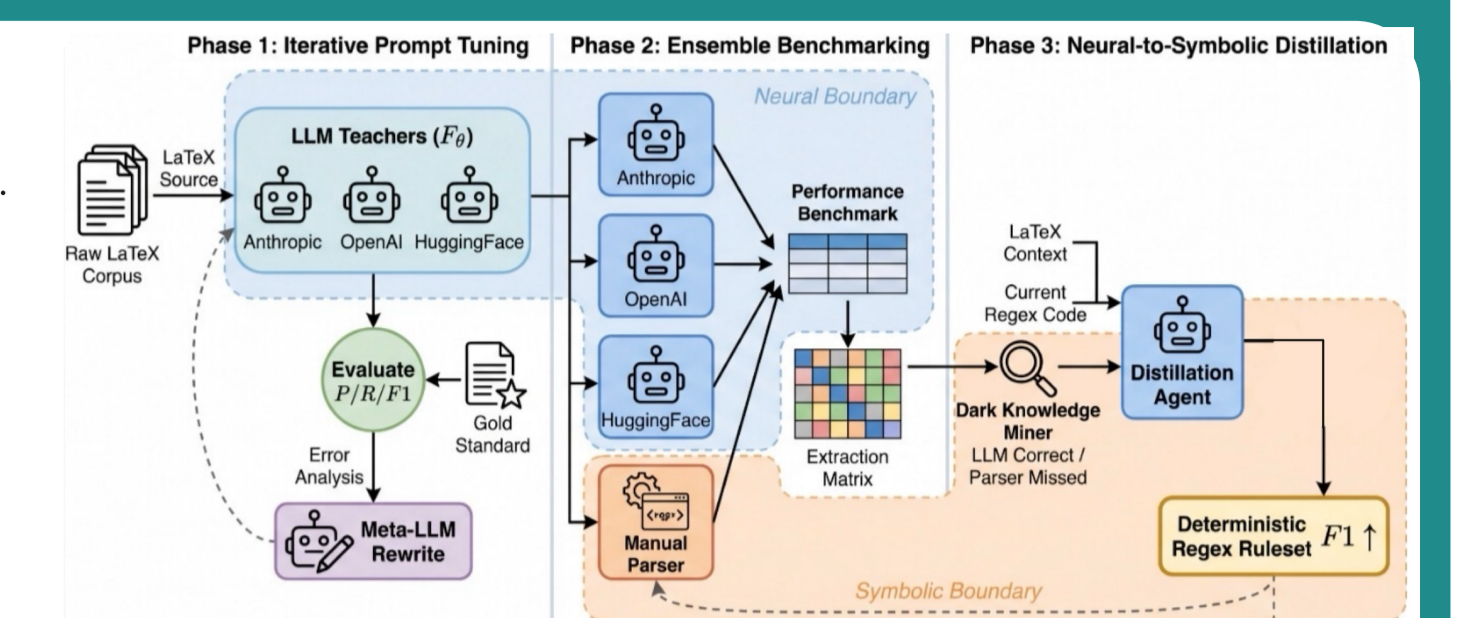 Phase 1: Iterative Prompt Tuning
Phase 2: Ensemble Benchmarking
Phase 3: Neural-to-Symbolic Distillation
Neural Boundary
LLM Teachers (Fθ)
LaTeX
Source
Raw LaTeX
Corpus
Anthropic
OpenAI
HuggingFace
Evaluate
P/R/F1
Gold
Standard
Error
Analysis
Meta-LLM
Rewrite
Anthropic
OpenAI
HuggingFace
Manual
Parser
Performance
Benchmark
Extraction
Matrix
LaTeX
Context
Current
Regex Code
Dark Knowledge
Miner
LLM Correct /
Parser Missed
Distillation
Agent
Deterministic
Regex Ruleset
F1 ↑
Symbolic Boundary